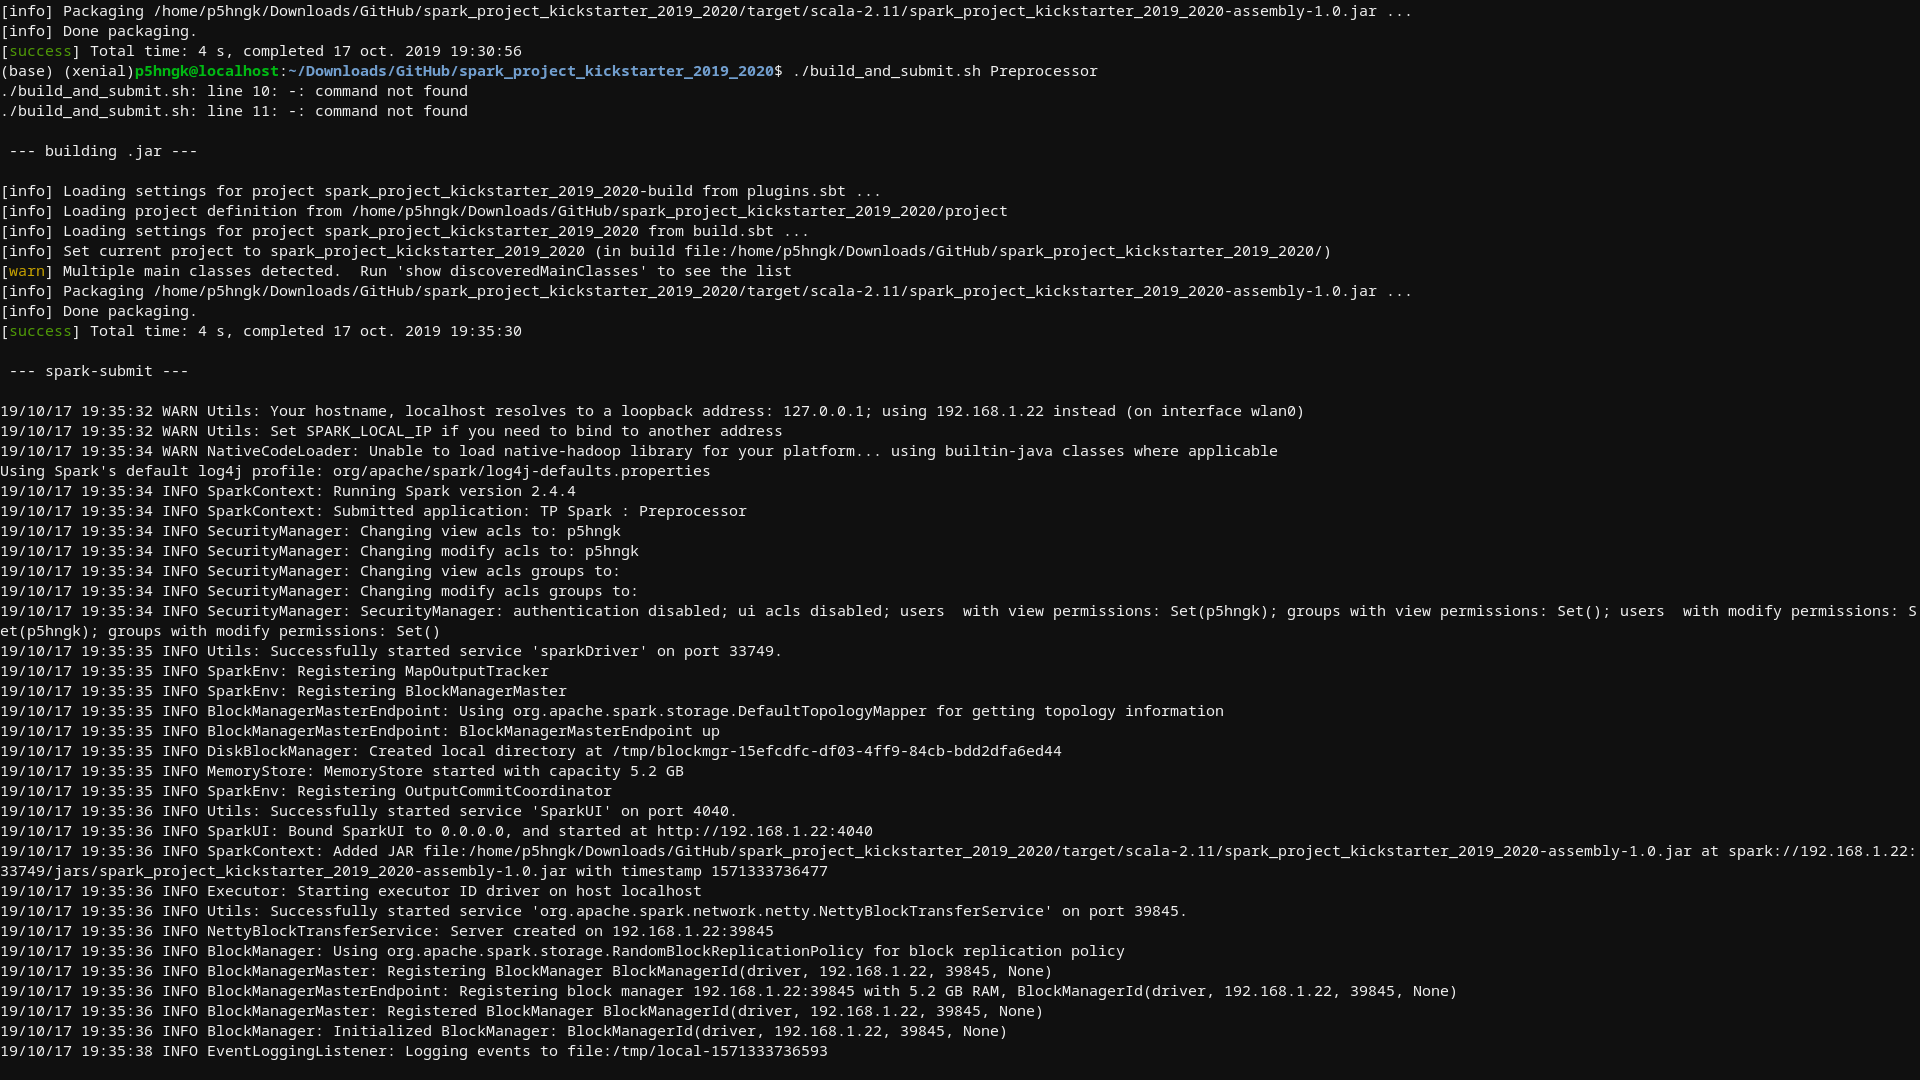 [info] Packaging /home/p5hngk/Downloads/GitHub/spark_project_kickstarter_2019_2020/target/scala-2.11/spark_project_kickstarter_2019_2020-assembly-1.0.jar ...
[info] Done packaging.
[success] Total time: 4 s, completed 17 oct. 2019 19:30:56
(base) (xenial)p5hngk@localhost:~/Downloads/GitHub/spark_project_kickstarter_2019_2020$ ./build_and_submit.sh Preprocessor
./build_and_submit.sh: line 10: -: command not found
./build_and_submit.sh: line 11: -: command not found
 --- building .jar ---
[info] Loading settings for project spark_project_kickstarter_2019_2020-build from plugins.sbt ...
[info] Loading project definition from /home/p5hngk/Downloads/GitHub/spark_project_kickstarter_2019_2020/project
[info] Loading settings for project spark_project_kickstarter_2019_2020 from build.sbt ...
[info] Set current project to spark_project_kickstarter_2019_2020 (in build file:/home/p5hngk/Downloads/GitHub/spark_project_kickstarter_2019_2020/)
[warn] Multiple main classes detected.  Run 'show discoveredMainClasses' to see the list
[info] Packaging /home/p5hngk/Downloads/GitHub/spark_project_kickstarter_2019_2020/target/scala-2.11/spark_project_kickstarter_2019_2020-assembly-1.0.jar ...
[info] Done packaging.
[success] Total time: 4 s, completed 17 oct. 2019 19:35:30
 --- spark-submit ---
19/10/17 19:35:32 WARN Utils: Your hostname, localhost resolves to a loopback address: 127.0.0.1; using 192.168.1.22 instead (on interface wlan0)
19/10/17 19:35:32 WARN Utils: Set SPARK_LOCAL_IP if you need to bind to another address
19/10/17 19:35:34 WARN NativeCodeLoader: Unable to load native-hadoop library for your platform... using builtin-java classes where applicable
Using Spark's default log4j profile: org/apache/spark/log4j-defaults.properties
19/10/17 19:35:34 INFO SparkContext: Running Spark version 2.4.4
19/10/17 19:35:34 INFO SparkContext: Submitted application: TP Spark : Preprocessor
19/10/17 19:35:34 INFO SecurityManager: Changing view acls to: p5hngk
19/10/17 19:35:34 INFO SecurityManager: Changing modify acls to: p5hngk
19/10/17 19:35:34 INFO SecurityManager: Changing view acls groups to:
19/10/17 19:35:34 INFO SecurityManager: Changing modify acls groups to:
19/10/17 19:35:34 INFO SecurityManager: SecurityManager: authentication disabled; ui acls disabled; users  with view permissions: Set(p5hngk); groups with view permissions: Set(); users  with modify permissions: S
et(p5hngk); groups with modify permissions: Set()
19/10/17 19:35:35 INFO Utils: Successfully started service 'sparkDriver' on port 33749.
19/10/17 19:35:35 INFO SparkEnv: Registering MapOutputTracker
19/10/17 19:35:35 INFO SparkEnv: Registering BlockManagerMaster
19/10/17 19:35:35 INFO BlockManagerMasterEndpoint: Using org.apache.spark.storage.DefaultTopologyMapper for getting topology information
19/10/17 19:35:35 INFO BlockManagerMasterEndpoint: BlockManagerMasterEndpoint up
19/10/17 19:35:35 INFO DiskBlockManager: Created local directory at /tmp/blockmgr-15efcdfc-df03-4ff9-84cb-bdd2dfa6ed44
19/10/17 19:35:35 INFO MemoryStore: MemoryStore started with capacity 5.2 GB
19/10/17 19:35:35 INFO SparkEnv: Registering OutputCommitCoordinator
19/10/17 19:35:36 INFO Utils: Successfully started service 'SparkUI' on port 4040.
19/10/17 19:35:36 INFO SparkUI: Bound SparkUI to 0.0.0.0, and started at http://192.168.1.22:4040
19/10/17 19:35:36 INFO SparkContext: Added JAR file:/home/p5hngk/Downloads/GitHub/spark_project_kickstarter_2019_2020/target/scala-2.11/spark_project_kickstarter_2019_2020-assembly-1.0.jar at spark://192.168.1.22:
33749/jars/spark_project_kickstarter_2019_2020-assembly-1.0.jar with timestamp 1571333736477
19/10/17 19:35:36 INFO Executor: Starting executor ID driver on host localhost
19/10/17 19:35:36 INFO Utils: Successfully started service 'org.apache.spark.network.netty.NettyBlockTransferService' on port 39845.
19/10/17 19:35:36 INFO NettyBlockTransferService: Server created on 192.168.1.22:39845
19/10/17 19:35:36 INFO BlockManager: Using org.apache.spark.storage.RandomBlockReplicationPolicy for block replication policy
19/10/17 19:35:36 INFO BlockManagerMaster: Registering BlockManager BlockManagerId(driver, 192.168.1.22, 39845, None)
19/10/17 19:35:36 INFO BlockManagerMasterEndpoint: Registering block manager 192.168.1.22:39845 with 5.2 GB RAM, BlockManagerId(driver, 192.168.1.22, 39845, None)
19/10/17 19:35:36 INFO BlockManagerMaster: Registered BlockManager BlockManagerId(driver, 192.168.1.22, 39845, None)
19/10/17 19:35:36 INFO BlockManager: Initialized BlockManager: BlockManagerId(driver, 192.168.1.22, 39845, None)
19/10/17 19:35:38 INFO EventLoggingListener: Logging events to file:/tmp/local-1571333736593